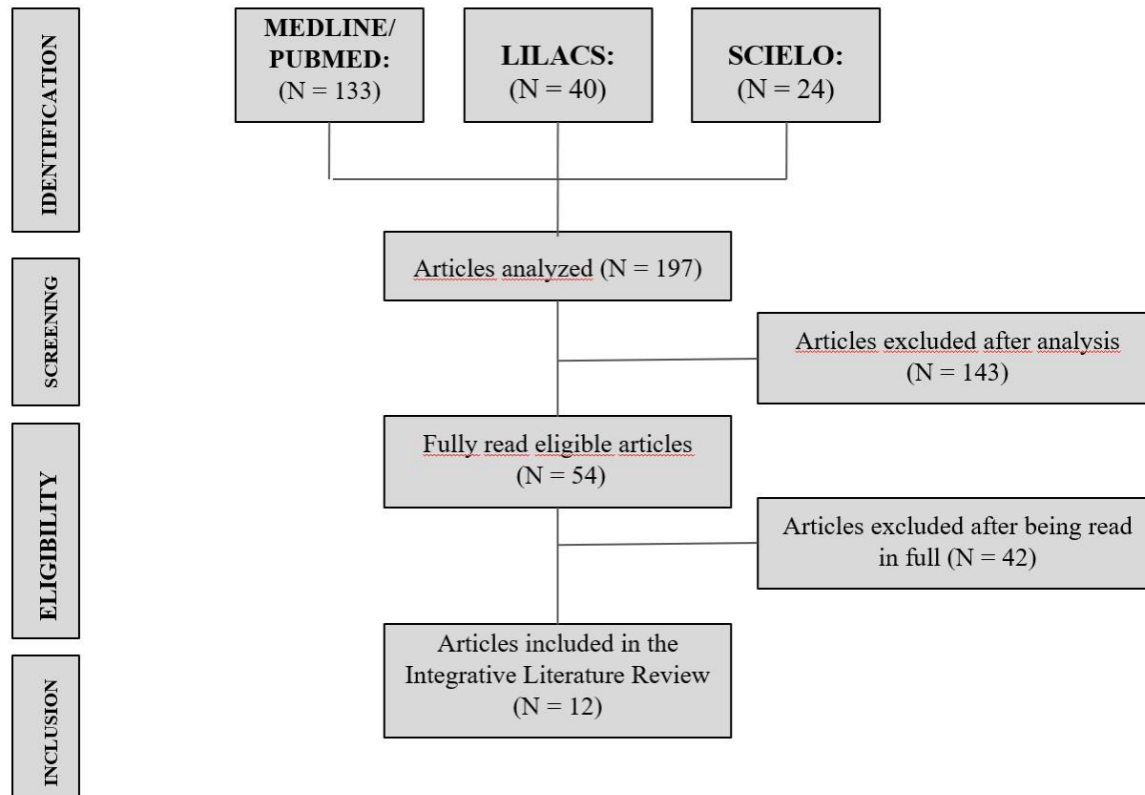 IDENTIFICATION
MEDLINE/
PUBMED:
(N = 133)
LILACS:
(N = 40)
SCIELO:
(N = 24)
SCREENING
Articles analyzed (N = 197)
Articles excluded after analysis
(N = 143)
ELIGIBILITY
Fully read eligible articles
(N = 54)
Articles excluded after being read
in full (N = 42)
INCLUSION
Articles included in the
Integrative Literature Review
(N = 12)